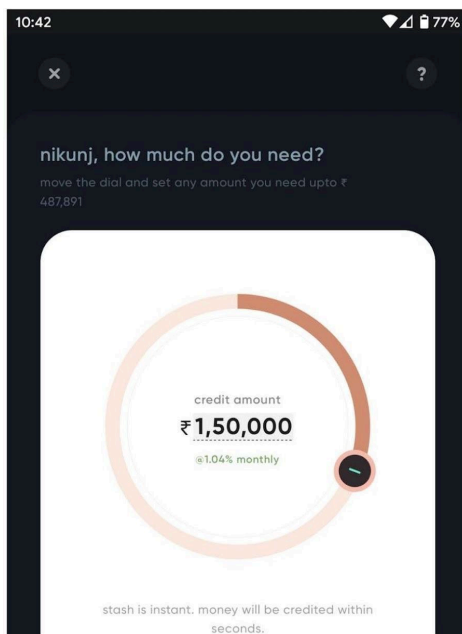 10:42
77%
?
nikunj, how much do you need?
move the dial and set any amount you need upto ₹
487,891
credit amount
₹1,50,000
@1.04% monthly
stash is instant. money will be credited within
seconds.